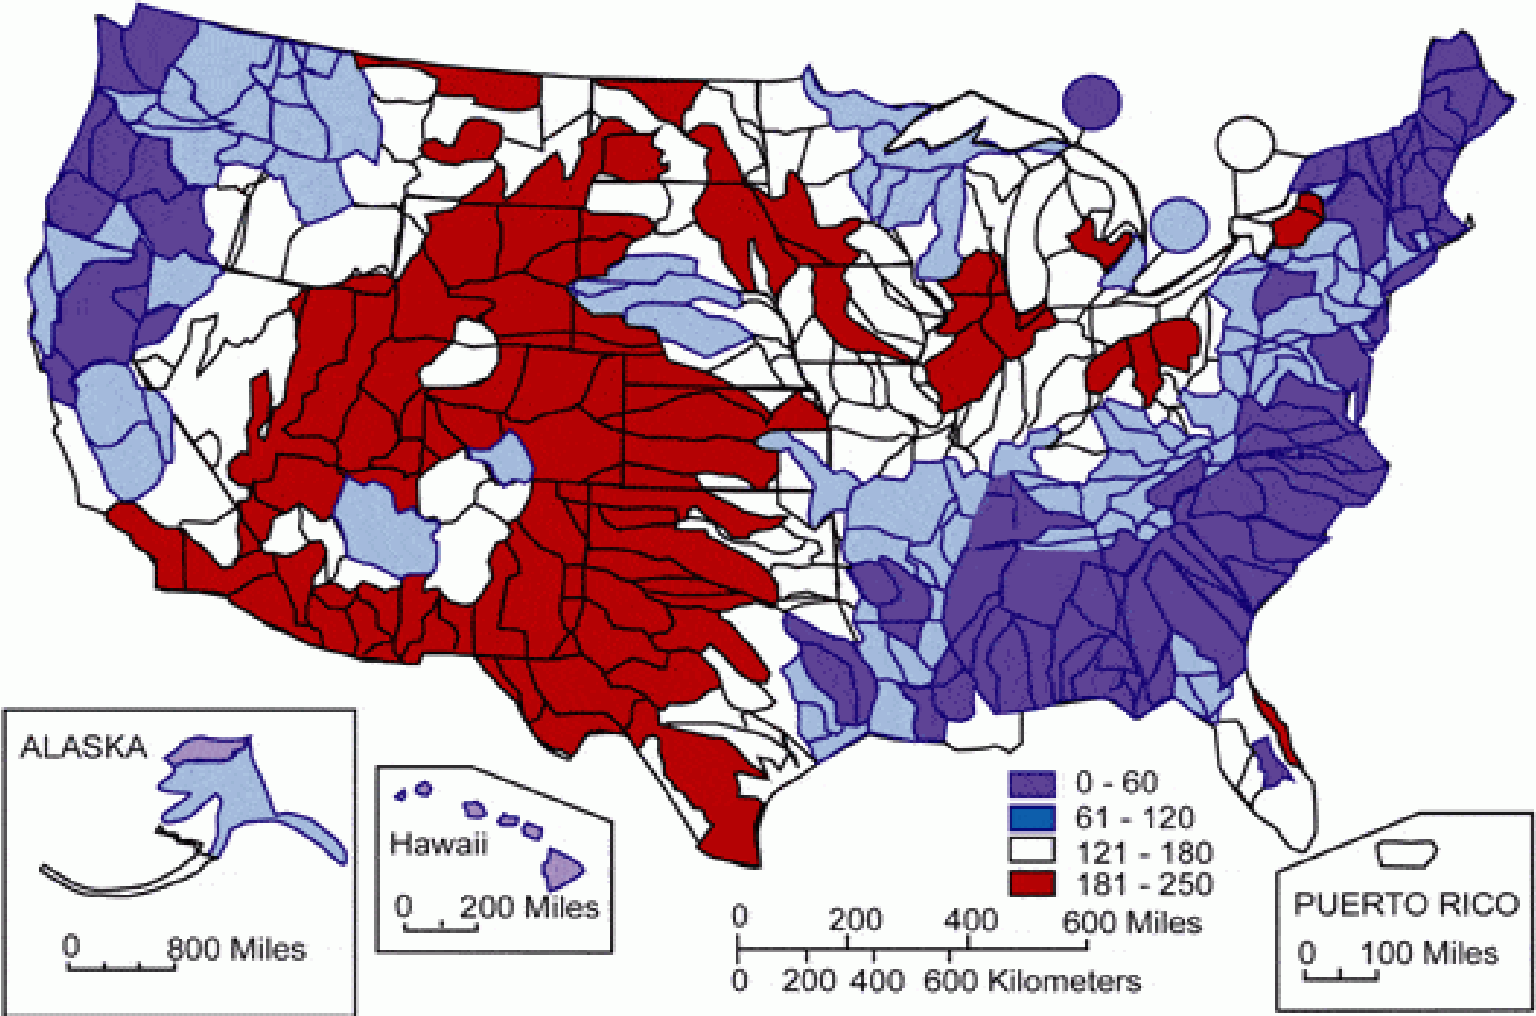 ALASKA
0 800 Miles
Hawaii
0 200 Miles
0 - 60
61 - 120
121 - 180
181 - 250
0 200 400 600 Miles
0 200 400 600 Kilometers
PUERTO RICO
0 100 Miles